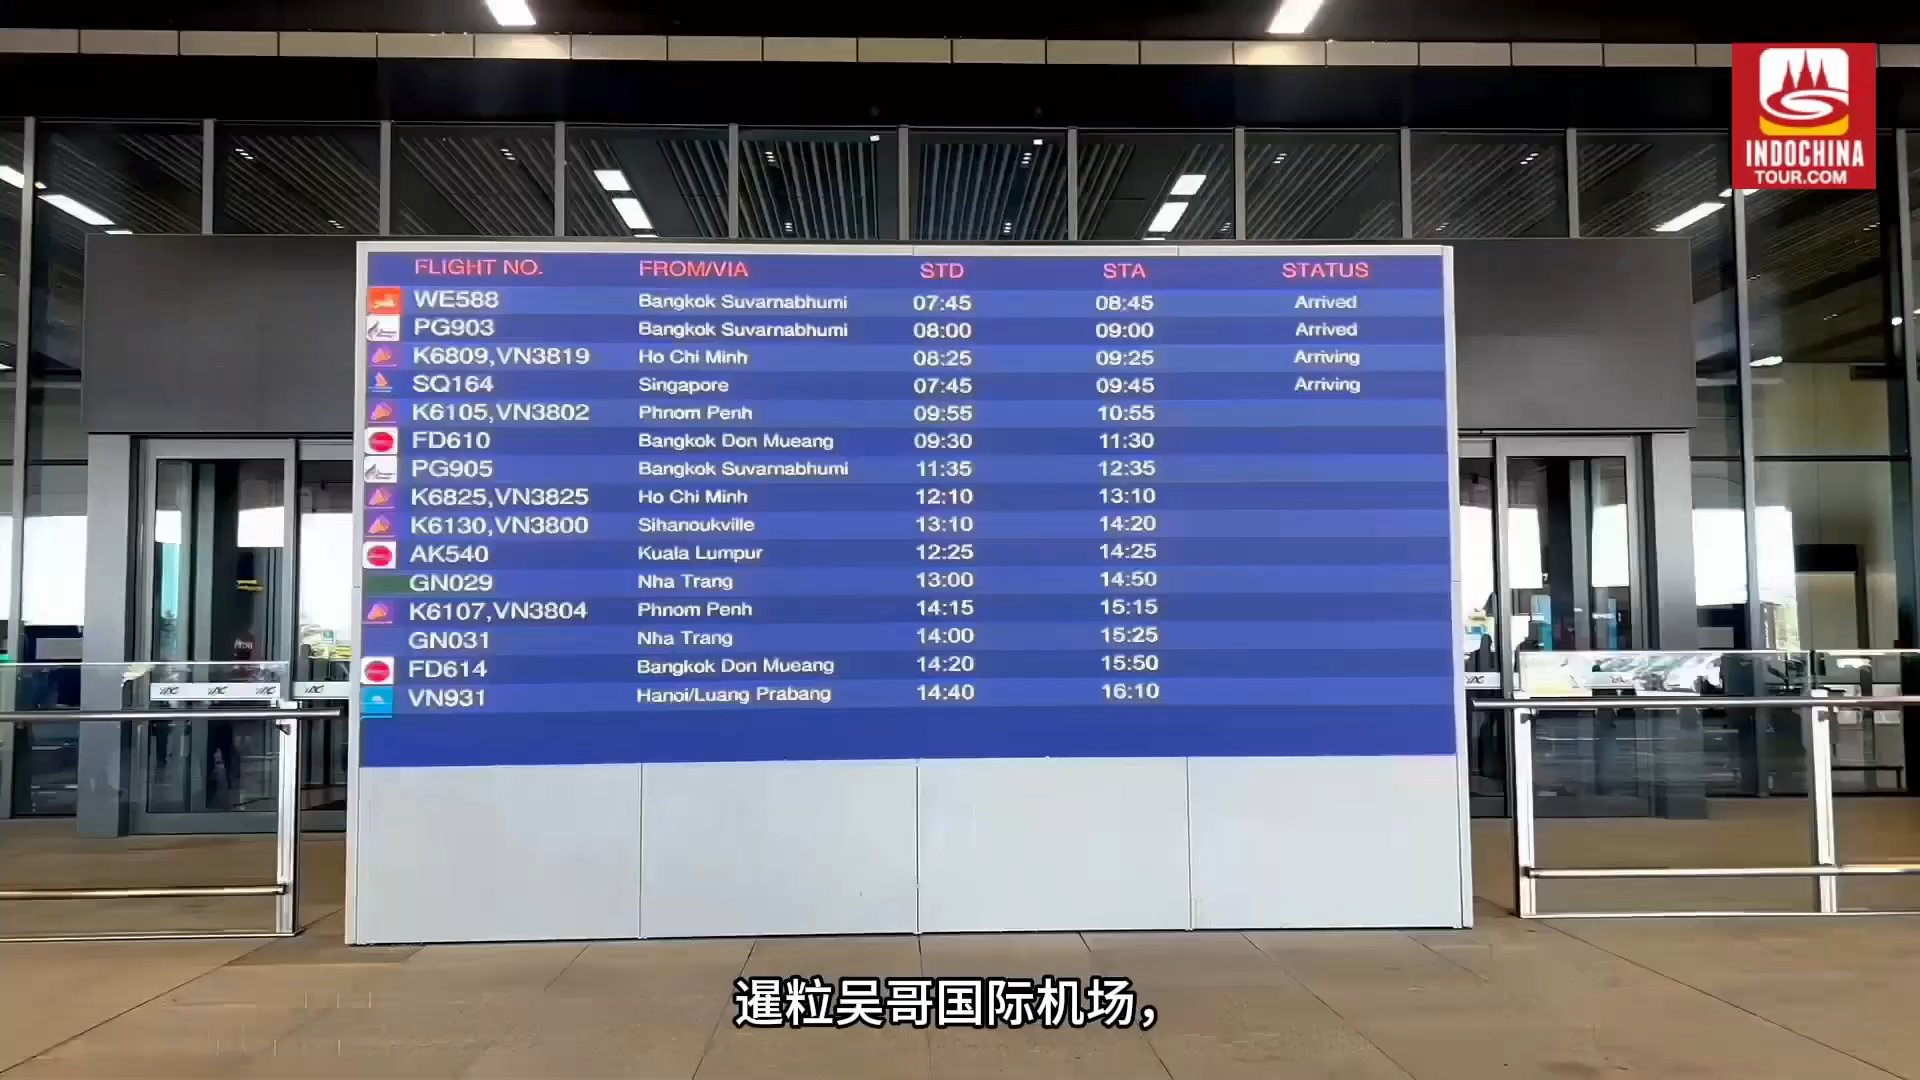 INDOCHINA
TOUR.COM
FLIGHT NO. FROM/VIA STD STA STATUS
WE588 Bangkok Suvarnabhumi 07:45 08:45 Arrived
PG903 Bangkok Suvarnabhumi 08:00 09:00 Arrived
K6809,VN3819 Ho Chi Minh 08:25 09:25 Arriving
SQ164 Singapore 07:45 09:45 Arriving
K6105,VN3802 Phnom Penh 09:55 10:55
FD610 Bangkok Don Mueang 09:30 11:30
PG905 Bangkok Suvarnabhumi 11:35 12:35
K6825,VN3825 Ho Chi Minh 12:10 13:10
K6130,VN3800 Sihanoukville 13:10 14:20
AK540 Kuala Lumpur 12:25 14:25
GN029 Nha Trang 13:00 14:50
K6107,VN3804 Phnom Penh 14:15 15:15
GN031 Nha Trang 14:00 15:25
FD614 Bangkok Don Mueang 14:20 15:50
VN931 Hanoi/Luang Prabang 14:40 16:10
暹粒吴哥国际机场，